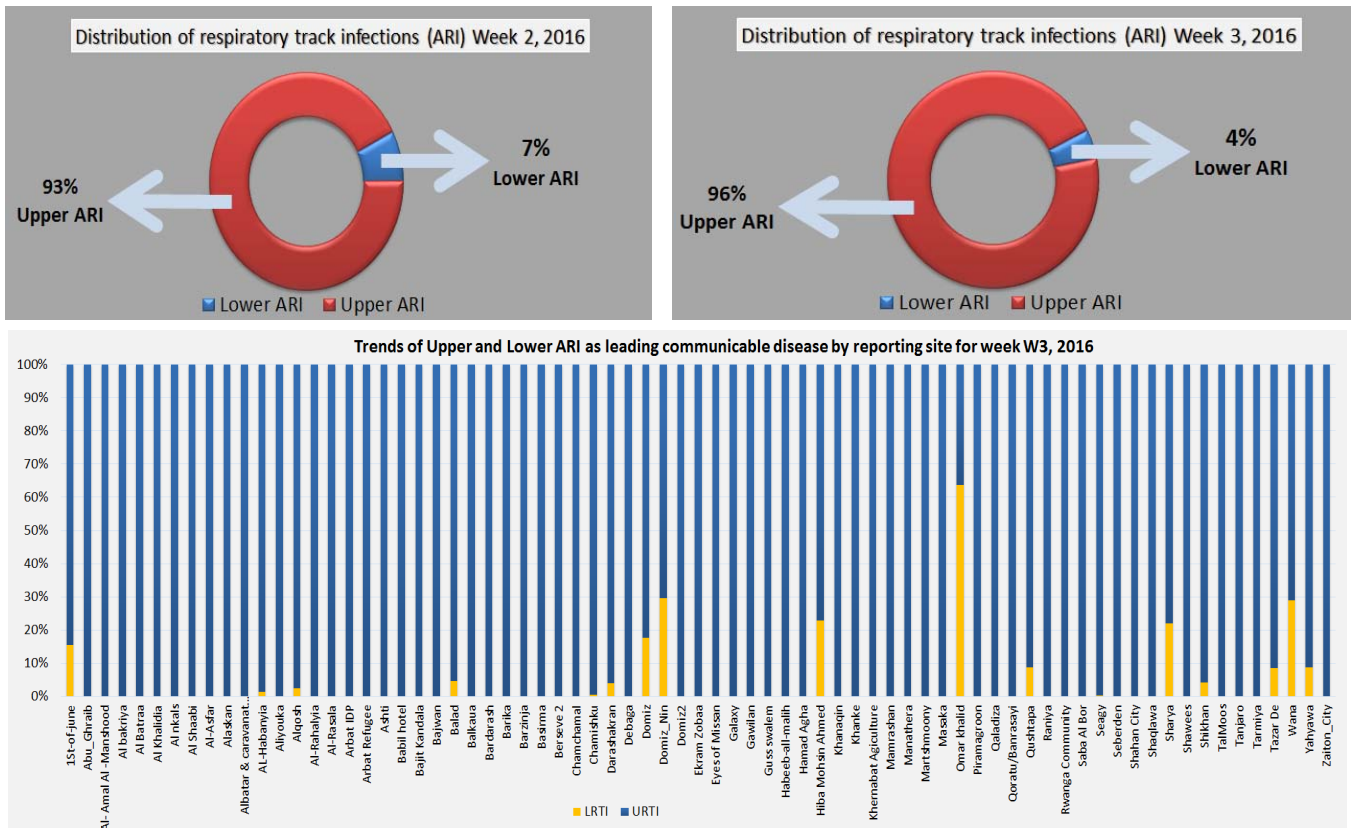 Distribution of respiratory track infections (ARI) Week 2, 2016
7%
Lower ARI
93%
Upper ARI
Lower ARI
Upper ARI
Distribution of respiratory track infections (ARI) Week 3, 2016
4%
Lower ARI
96%
Upper ARI
Lower ARI
Upper ARI
Trends of Upper and Lower ARI as leading communicable disease by reporting site for week W3, 2016
100%
90%
80%
70%
60%
50%
40%
30%
20%
10%
0%
1St-of-june
Abu_Ghraib
Al- Amal Al -Manshood
Al bakriya
Al Batraa
Al Khalidia
Al nkals
Al Shaabi
Al-Asfar
Alaskan
Albatar & caravanat...
AL-Habanyia
Aliyouka
Alqosh
Al-Rahalyia
Al-Rasala
Arbat IDP
Arbat Refugee
Ashti
Babil hotel
Bajit Kandala
Bajwan
Balad
Balkaura
Bardarash
Barika
Barzinja
Basirma
Berseve 2
Chamchamal
Chamishku
Darashakran
Debaga
Domiz
Domiz_Nin
Domiz2
Ekram Zobaa
Eyes of Missan
Galaxy
Gawilan
Guss swalem
Habeeb-all-malih
Hamad Agha
Hiba Mohsin Ahmed
Khanaqin
Khanke
Khernabat Agiculture
Mamrashan
Manathera
Martshmoony
Masaka
Omar khalid
Piramagroon
Qaladiza
Qoratu/Bamrasayi
Qushtapa
Raniya
Rwanga Community
Saba Al Bor
Seagy
Seberden
Shahan City
Shaqlawa
Sharya
Shawees
Shikhan
TalMoos
Tanjaro
Tarmiya
Tazar De
Wana
Yahyawa
Zaiton_City
LRTI
URTI